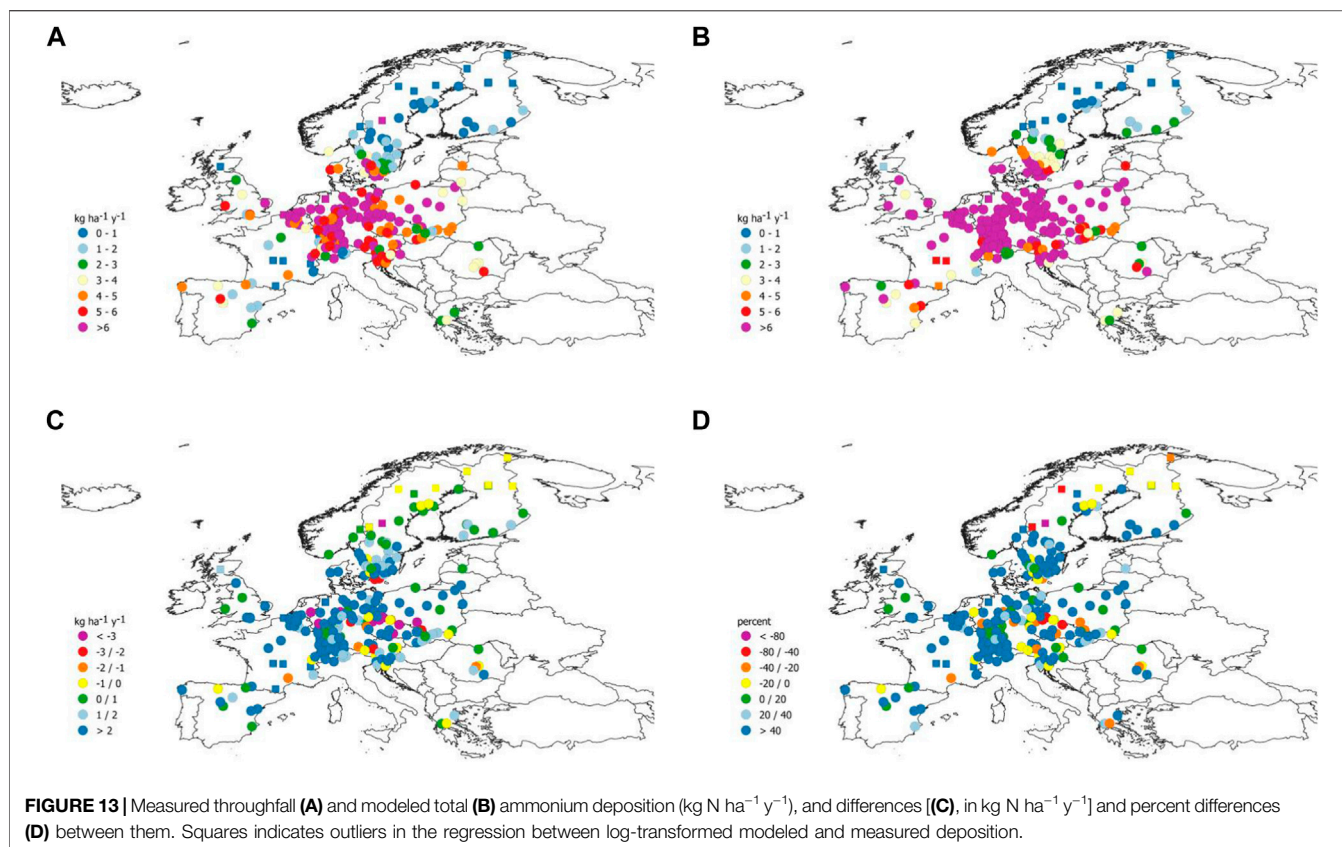 A
B
kg ha⁻¹ y⁻¹
0 - 1
1 - 2
2 - 3
3 - 4
4 - 5
5 - 6
>6
kg ha⁻¹ y⁻¹
0 - 1
1 - 2
2 - 3
3 - 4
4 - 5
5 - 6
>6
C
D
kg ha⁻¹ y⁻¹
< -3
-3 / -2
-2 / -1
-1 / 0
0 / 1
1 / 2
> 2
percent
< -80
-80 / -40
-40 / -20
-20 / 0
0 / 20
20 / 40
> 40
FIGURE 13 | Measured throughfall (A) and modeled total (B) ammonium deposition (kg N ha⁻¹ y⁻¹), and differences [(C), in kg N ha⁻¹ y⁻¹] and percent differences
(D) between them. Squares indicates outliers in the regression between log-transformed modeled and measured deposition.